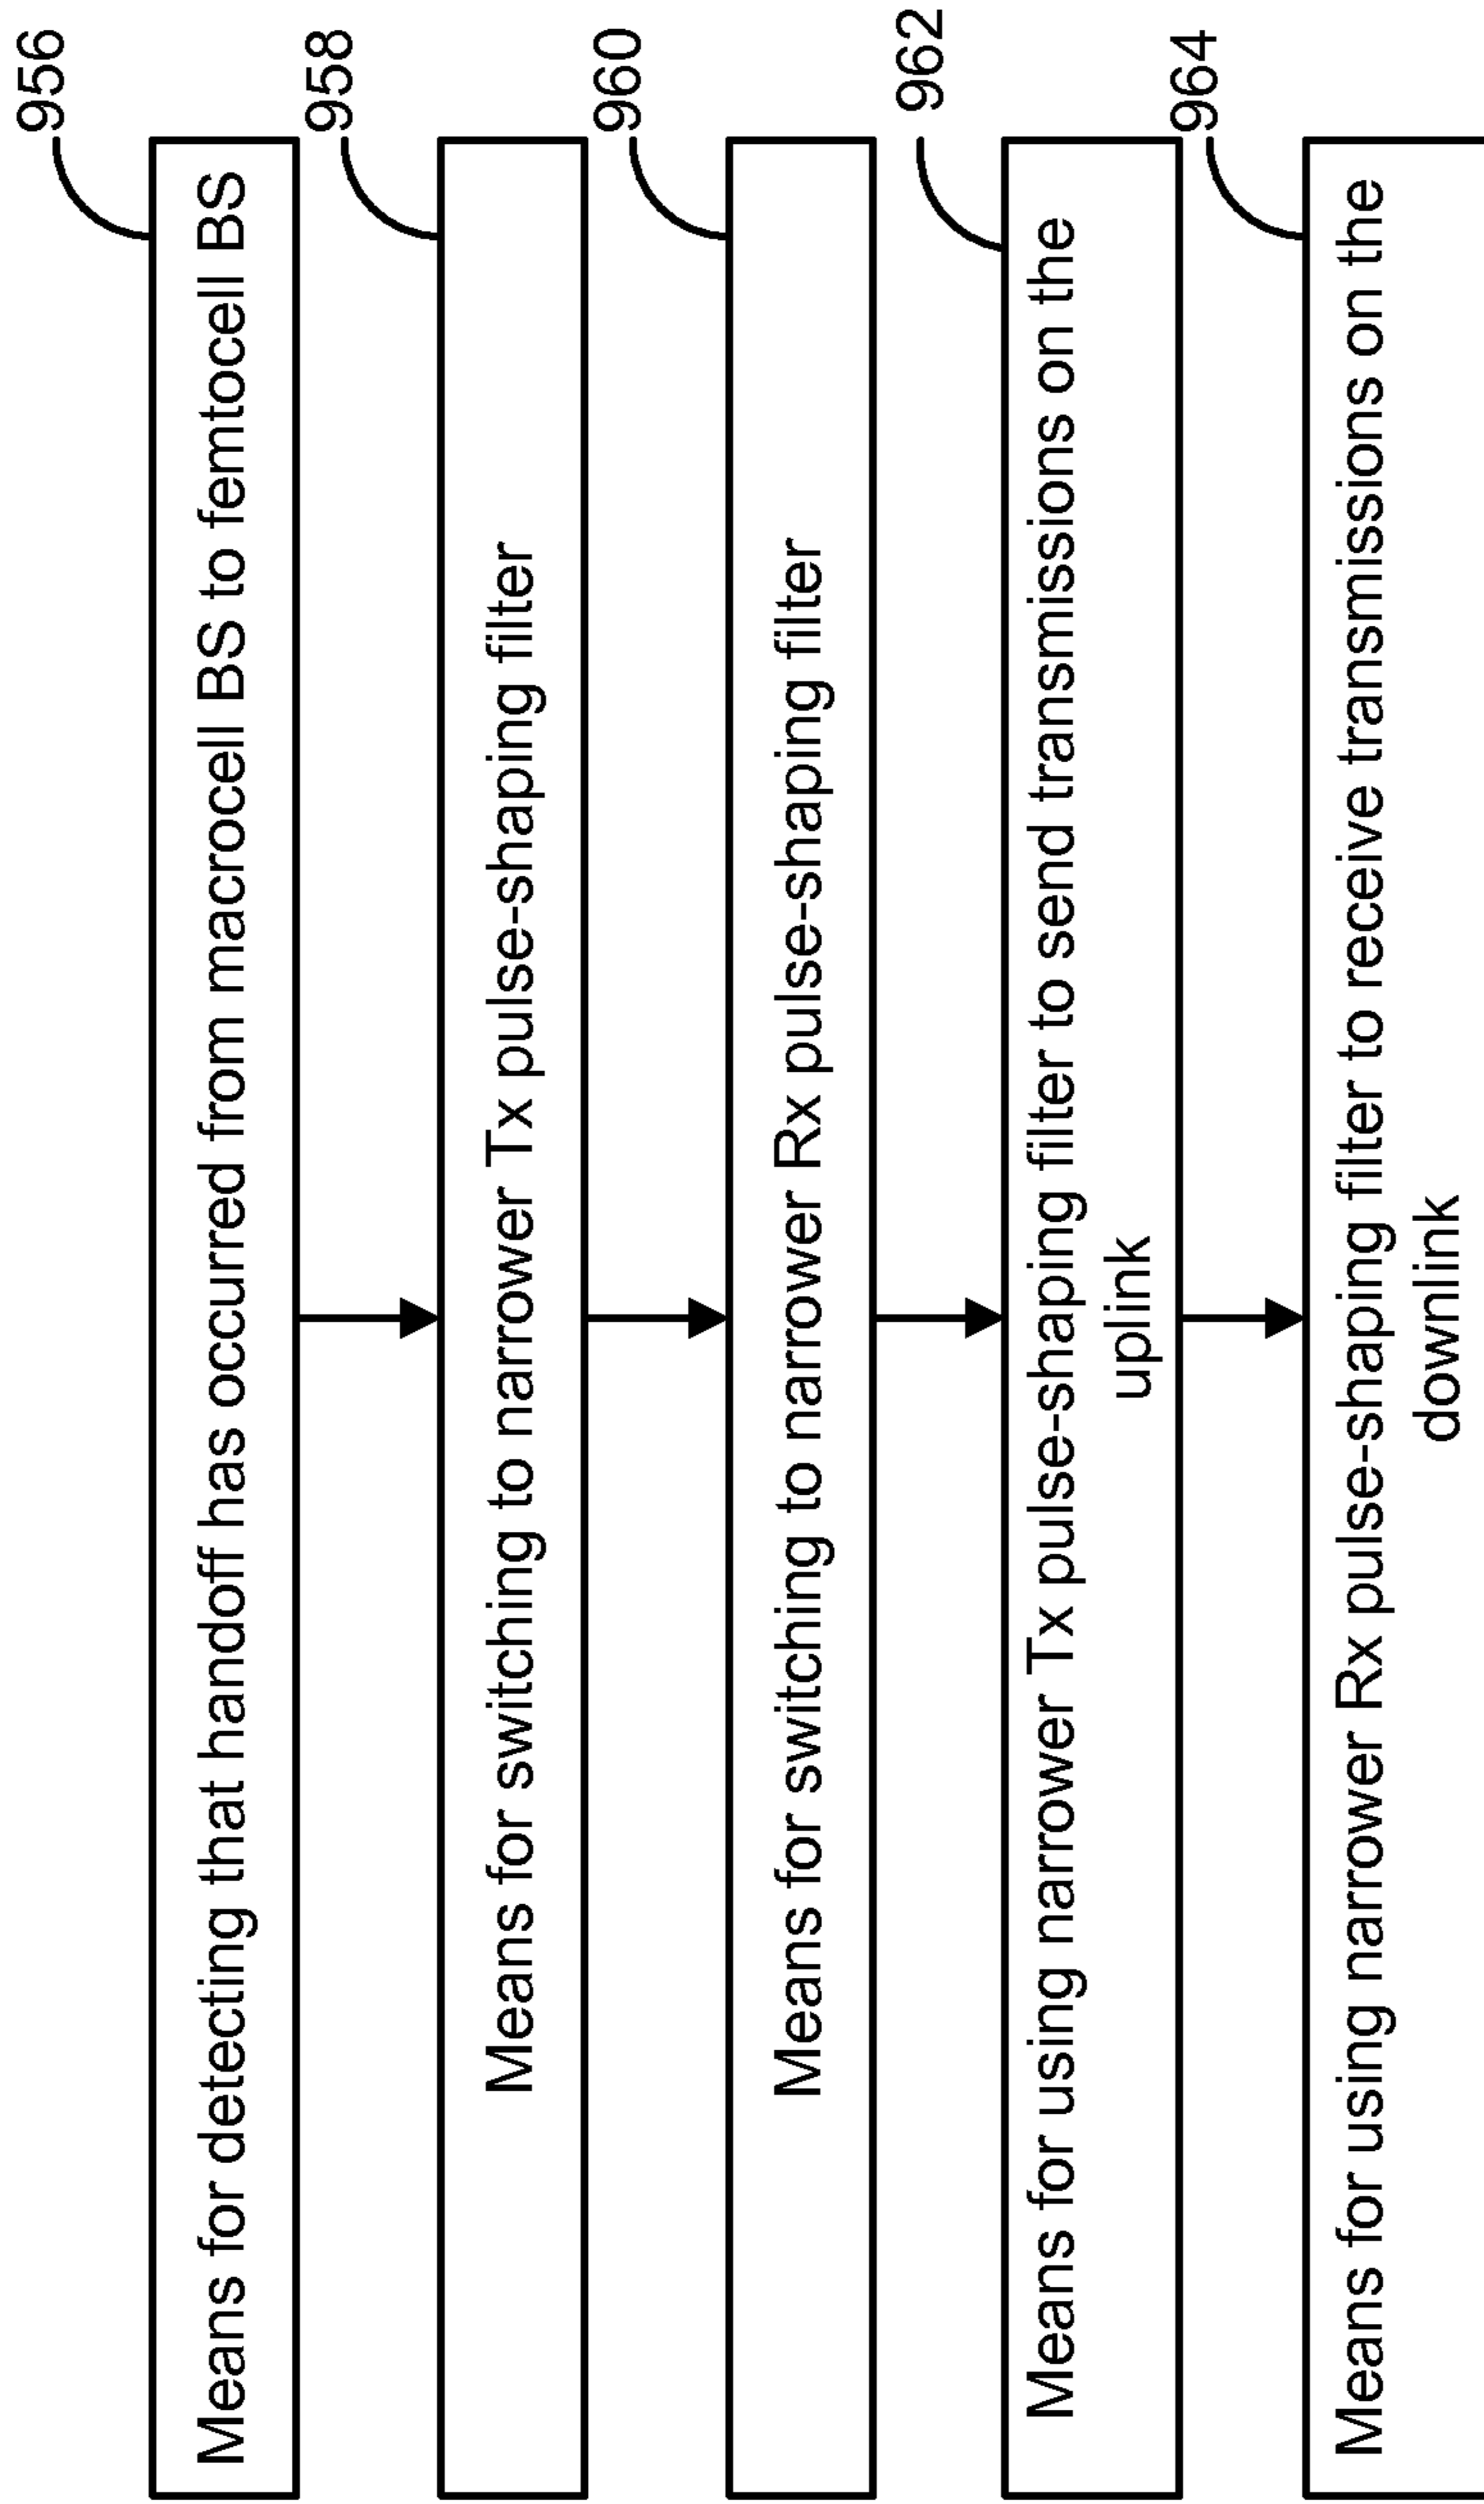 956
Means for detecting that handoff has occurred from macrocell BS to femtocell BS
958
Means for switching to narrower Tx pulse-shaping filter
960
Means for switching to narrower Rx pulse-shaping filter
962
Means for using narrower Tx pulse-shaping filter to send transmissions on the
uplink
964
Means for using narrower Rx pulse-shaping filter to receive transmissions on the
downlink